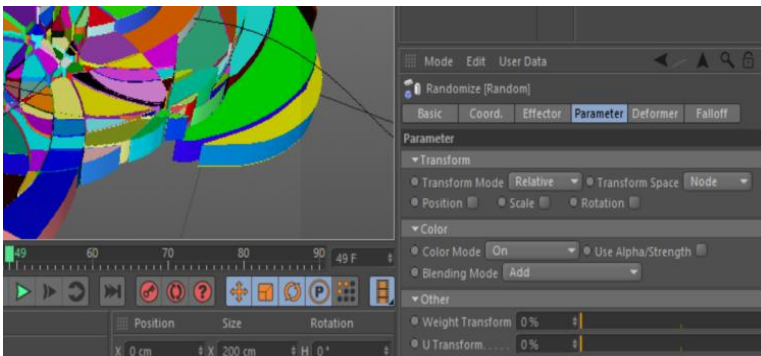 Mode Edit User Data
Randomize [Random]
Basic Coord. Effector Parameter Deformer Falloff
Parameter
Transform
Transform Mode Relative Transform Space Node
Position Scale Rotation
Color
Color Mode On Use Alpha/Strength
Blending Mode Add
Other
Weight Transform 0 %
U Transform..... 0 %
49 60 70 80 90 49 F
Position Size Rotation
X 0 cm X 200 cm H 0 °